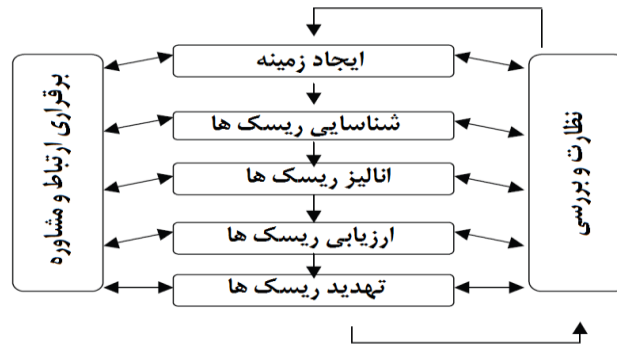 ایجاد زمینه
شناسایی ریسک ها
انالیز ریسک ها
ارزیابی ریسک ها
تهدید ریسک ها
نظارت و بررسی
برقراری ارتباط و مشاوره